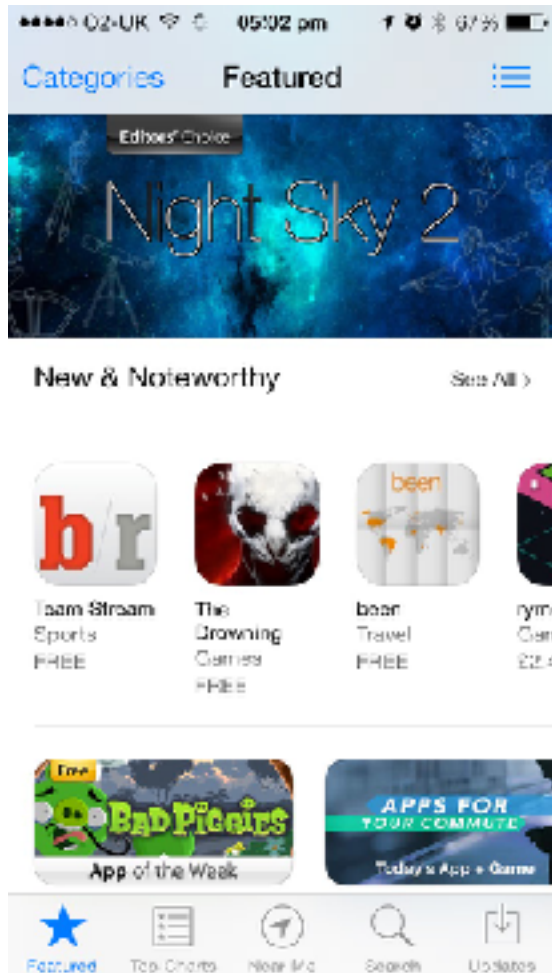 O2-UK 05:02 pm 67%
Categories Featured
Editors' Choice
Night Sky 2
New & Noteworthy See All >
b/r
been
Team Stream
Sports
FREE
The
Drowning
Games
FREE
been
Travel
FREE
Free
BAD PIGGIES
App of the Week
APPS FOR
YOUR COMMUTE
Today's App + Game
Featured Top Charts Near Me Search Updates